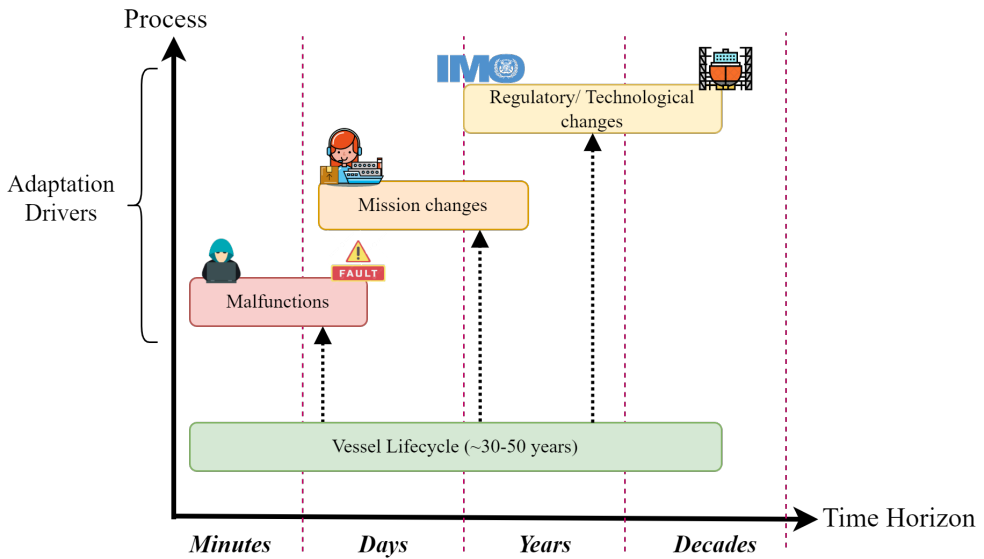 Process
IMO
Regulatory/ Technological
changes
Adaptation
Drivers
Mission changes
FAULT
Malfunctions
Vessel Lifecycle (~30-50 years)
Time Horizon
Minutes
Days
Years
Decades